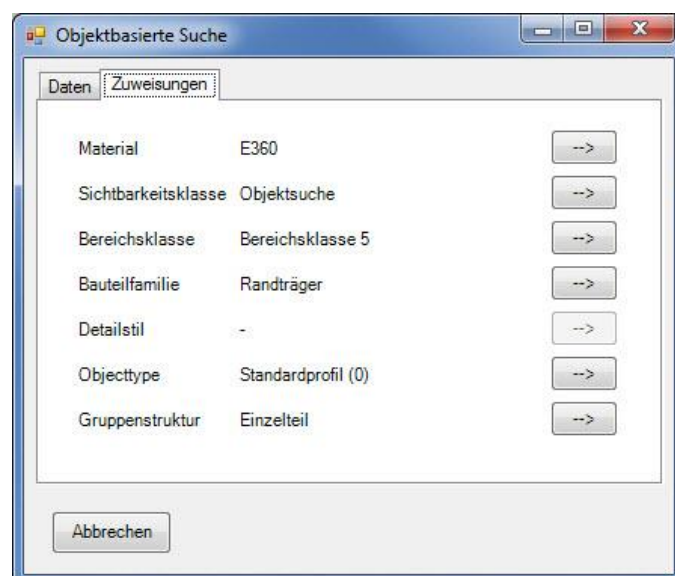 Objektbasierte Suche
Daten Zuweisungen
Material E360 -->
Sichtbarkeitsklasse Objektsuche -->
Bereichsklasse Bereichsklasse 5 -->
Bauteilfamilie Randträger -->
Detailstil - -->
Objecttype Standardprofil (0) -->
Gruppenstruktur Einzelteil -->
Abbrechen